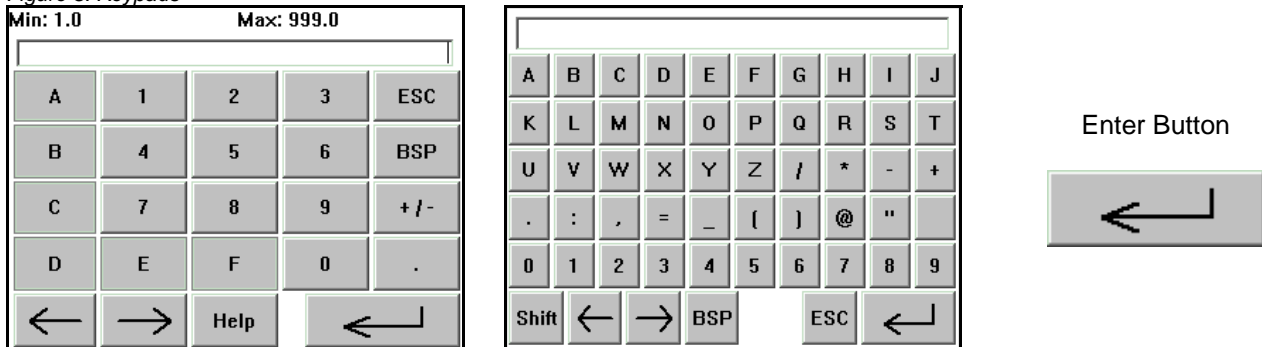 Min: 1.0 Max: 999.0
A 1 2 3 ESC
B 4 5 6 BSP
C 7 8 9 +/-
D E F 0 .
Help
A B C D E F G H I J
K L M N O P Q R S T
U V W X Y Z / * - +
. : , = _ ( ) @ "
0 1 2 3 4 5 6 7 8 9
Shift BSP ESC
Enter Button